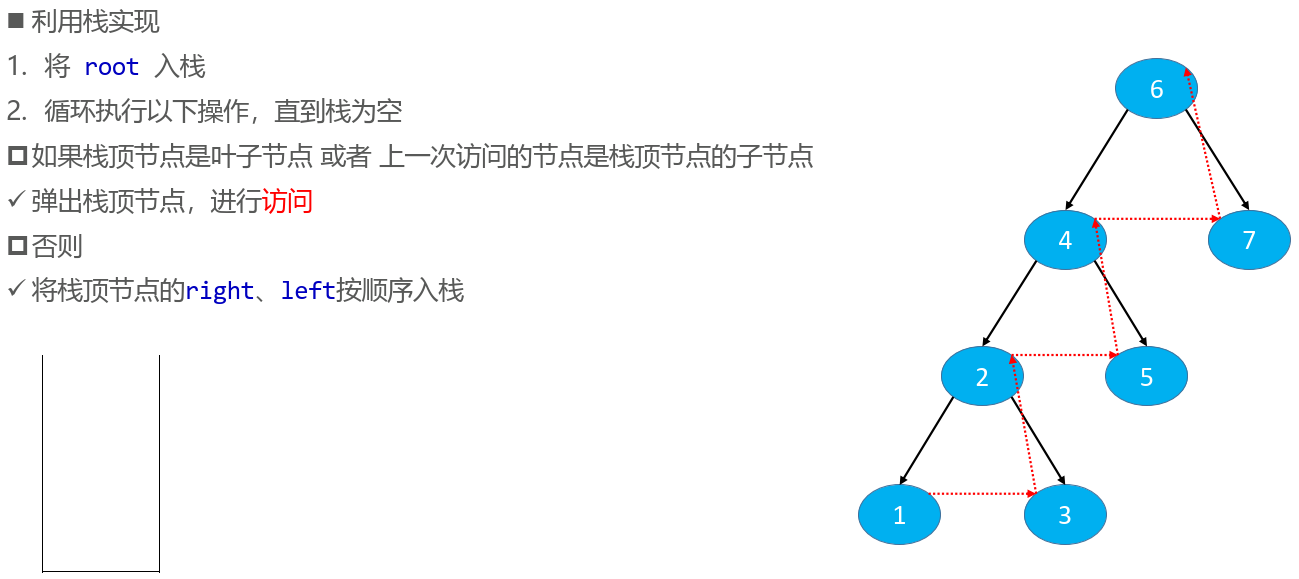 ■ 利用栈实现
1. 将 root 入栈
2. 循环执行以下操作，直到栈为空
如果栈顶节点是叶子节点 或者 上一次访问的节点是栈顶节点的子节点
✓ 弹出栈顶节点，进行访问
否则
✓ 将栈顶节点的right、left按顺序入栈
6
4
7
2
5
1
3